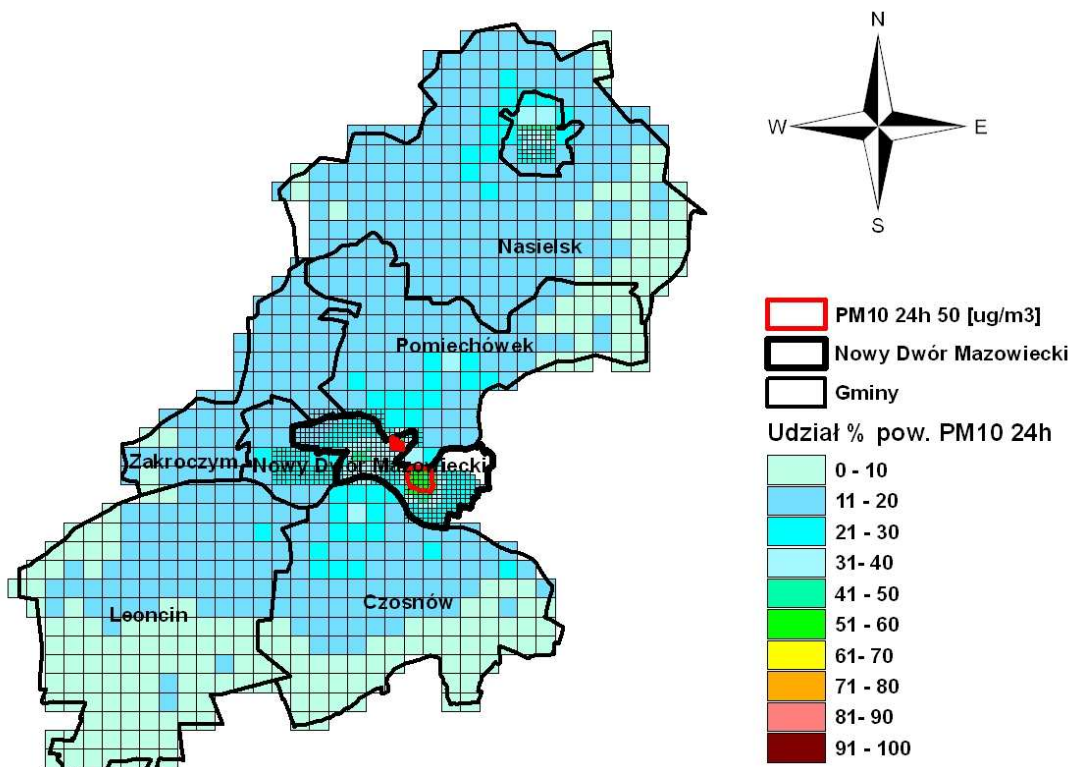 N
W
E
S
Nasielsk
Pomiechówek
Zakroczym
Nowy Dwór Mazowiecki
Leoncin
Czosnów
PM10 24h 50 [ug/m3]
Nowy Dwór Mazowiecki
Gminy
Udział % pow. PM10 24h
0 - 10
11 - 20
21 - 30
31- 40
41 - 50
51 - 60
61- 70
71 - 80
81- 90
91 - 100